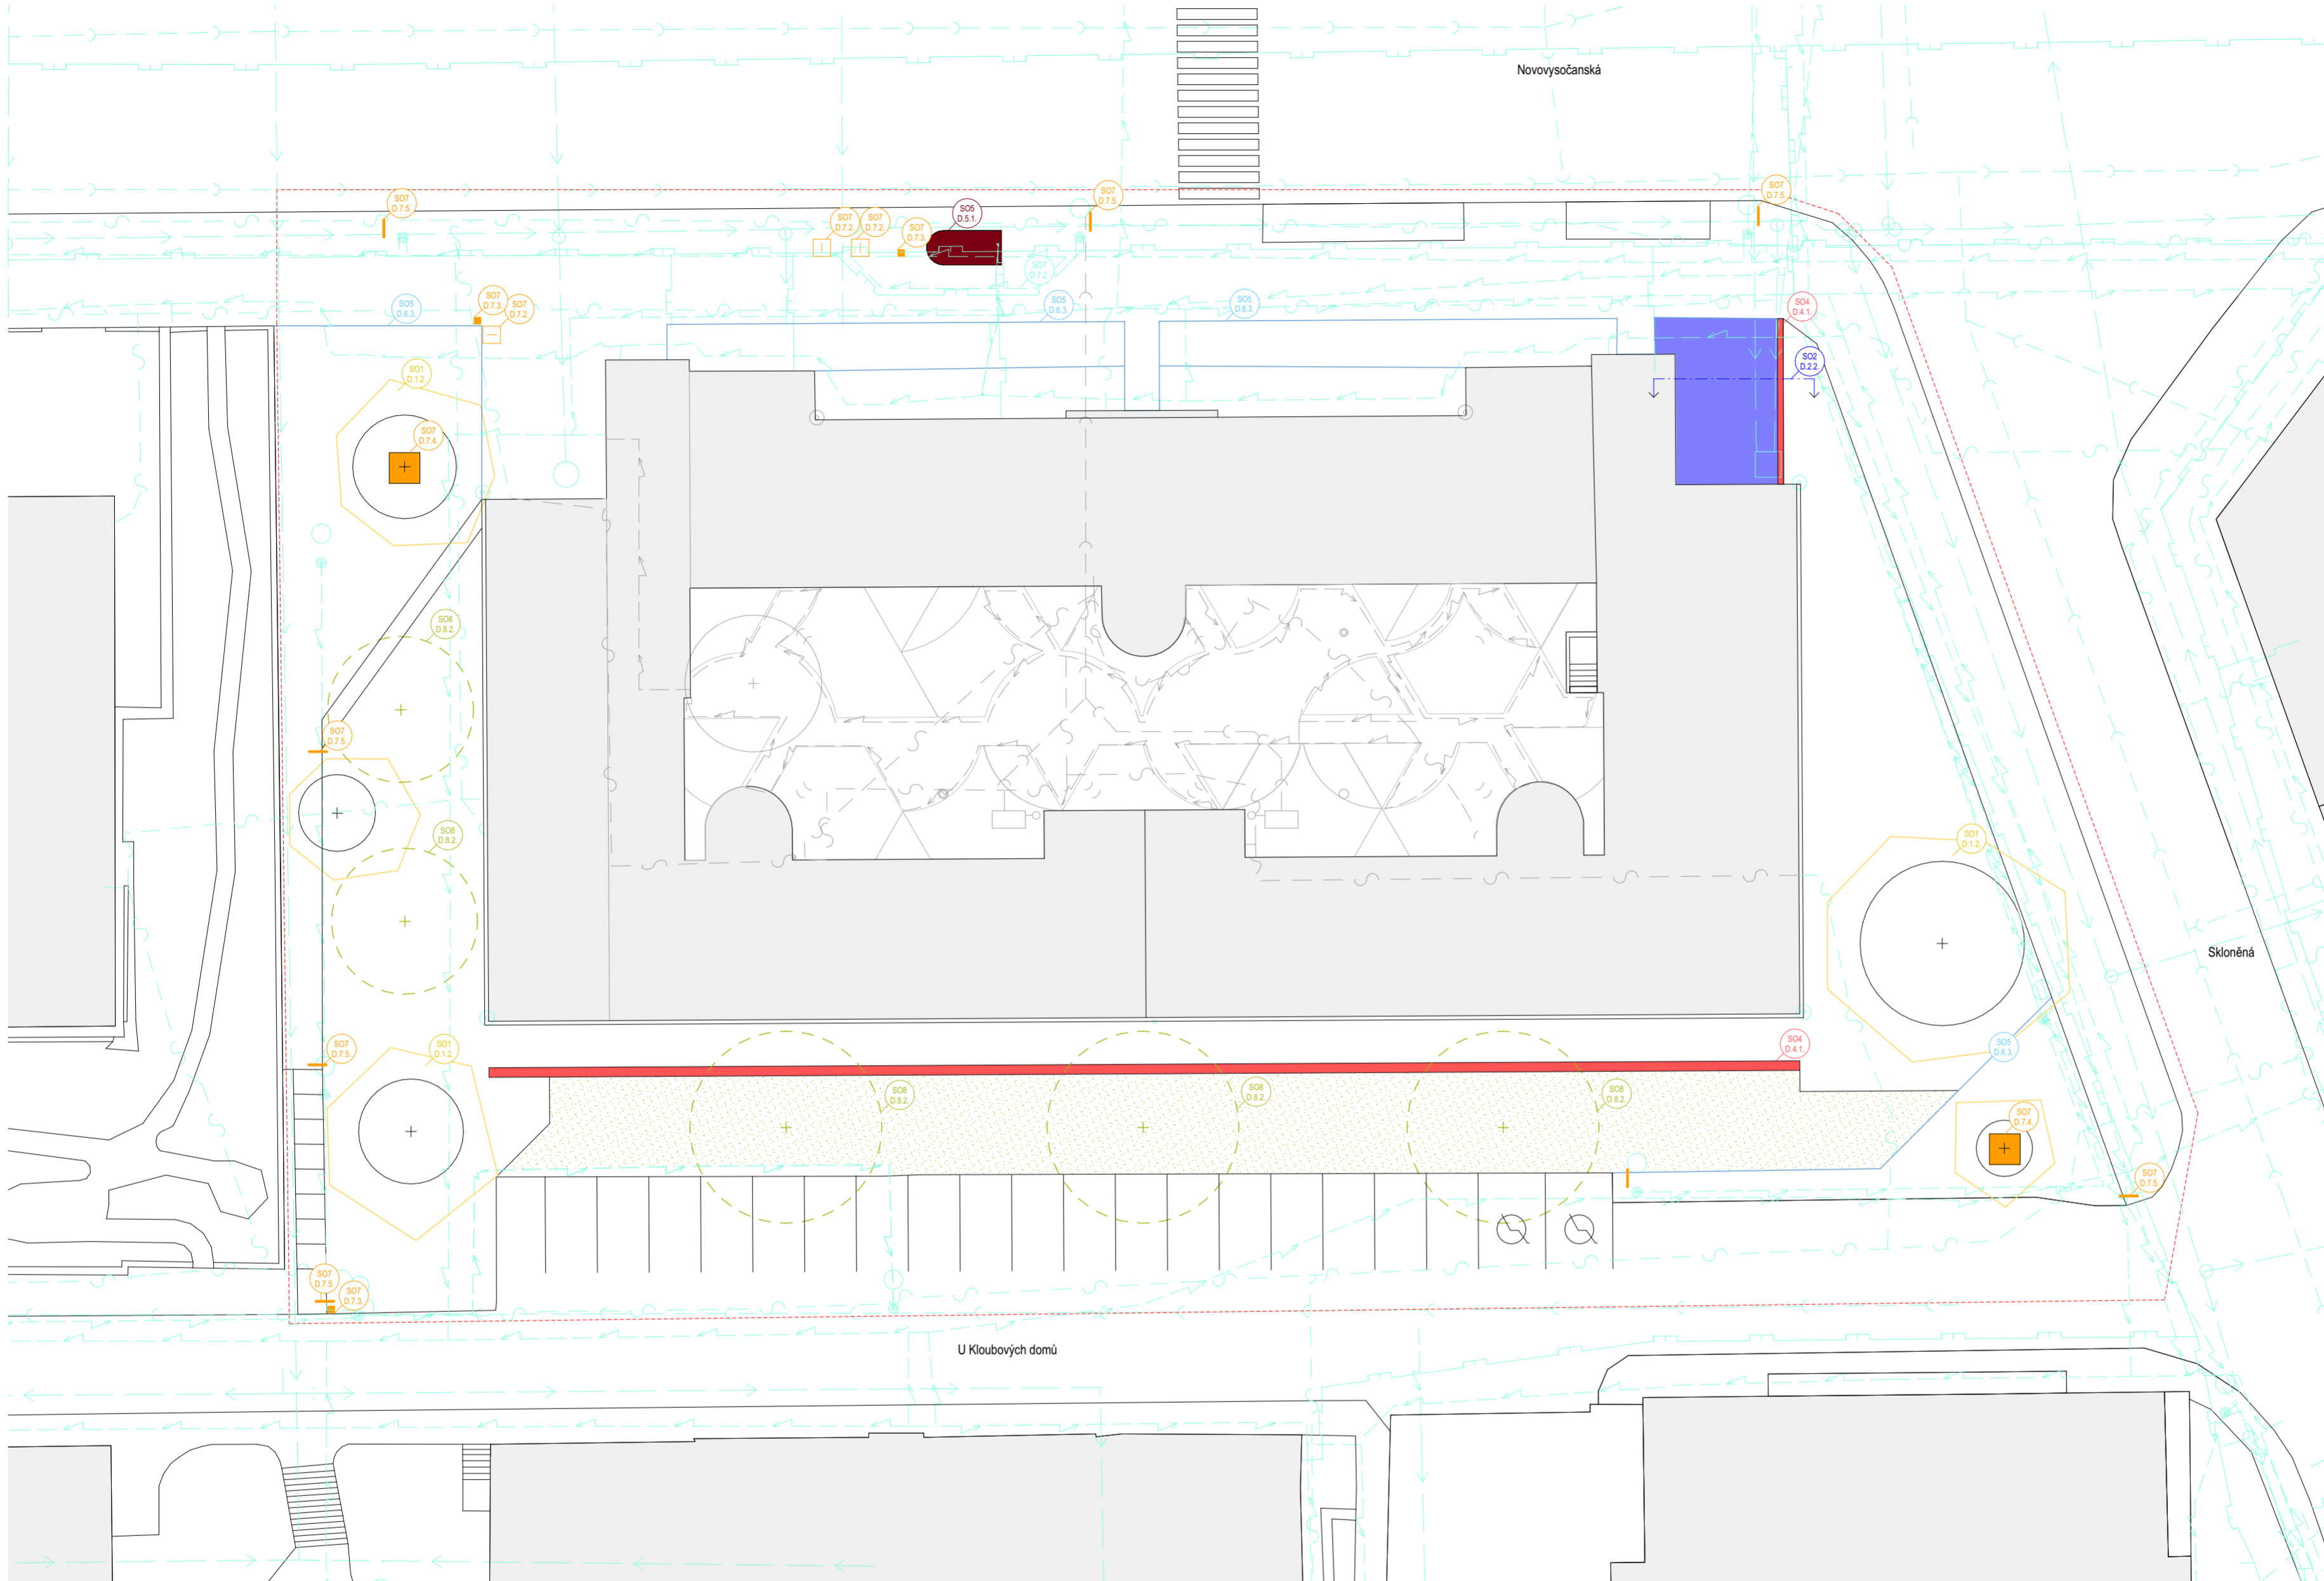 Novovysočanská
SO7
D.7.5.
SO7
D.7.5.
SO7
D.7.5.
SO7
D.7.2.
SO7
D.7.2.
SO5
D.5.1.
SO7
D.7.3.
SO7
D.7.2.
SO5
D.6.3.
SO7
D.7.3.
SO7
D.7.2.
SO5
D.6.3.
SO5
D.6.3.
SO4
D.4.1.
SO2
D.2.2.
SO1
D.1.2.
SO7
D.7.4.
SO8
D.8.2.
SO7
D.7.5.
SO8
D.8.2.
SO1
D.1.2.
Skloněná
SO7
D.7.5.
SO1
D.1.2.
SO4
D.4.1.
SO5
D.6.3.
SO8
D.8.2.
SO8
D.8.2.
SO8
D.8.2.
SO7
D.7.4.
SO7
D.7.5.
SO7
D.7.5.
SO7
D.7.3.
U Kloubových domů